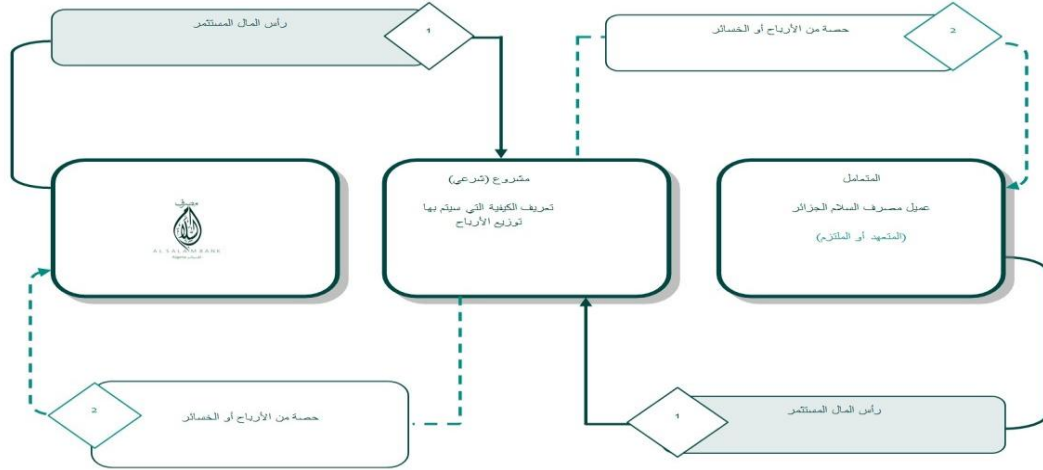 رأس المال المستثمر
1
حصة من الأرباح أو الخسائر
2
المتعامل
عميل مصرف السلام الجزائر
(المتعهد أو الملتزم)
مشروع (شرعي)
تعريف الكيفية التي سيتم بها
توزيع الأرباح
مصرف
السلام
AL SALAM BANK
2
حصة من الأرباح أو الخسائر
1
رأس المال المستثمر